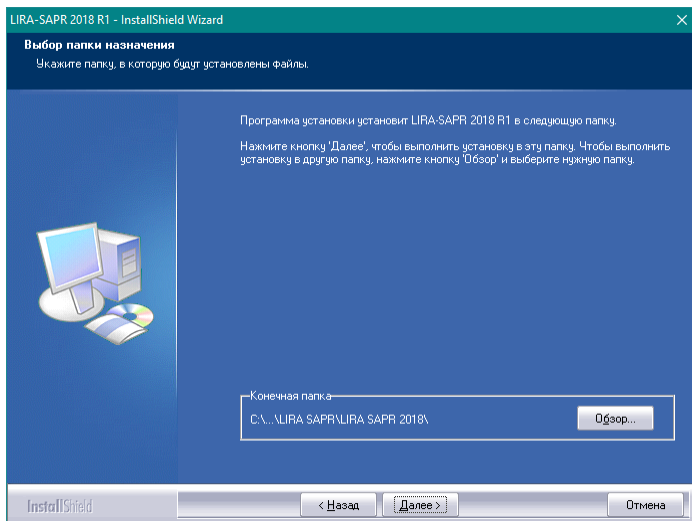 LIRA-SAPR 2018 R1 - InstallShield Wizard
Выбор папки назначения
Укажите папку, в которую будут установлены файлы.
Программа установки установит LIRA-SAPR 2018 R1 в следующую папку.
Нажмите кнопку 'Далее', чтобы выполнить установку в эту папку. Чтобы выполнить
установку в другую папку, нажмите кнопку 'Обзор' и выберите нужную папку.
Конечная папка
C:\...\LIRA SAPR\LIRA SAPR 2018\
Обзор...
InstallShield
< Назад
Далее >
Отмена